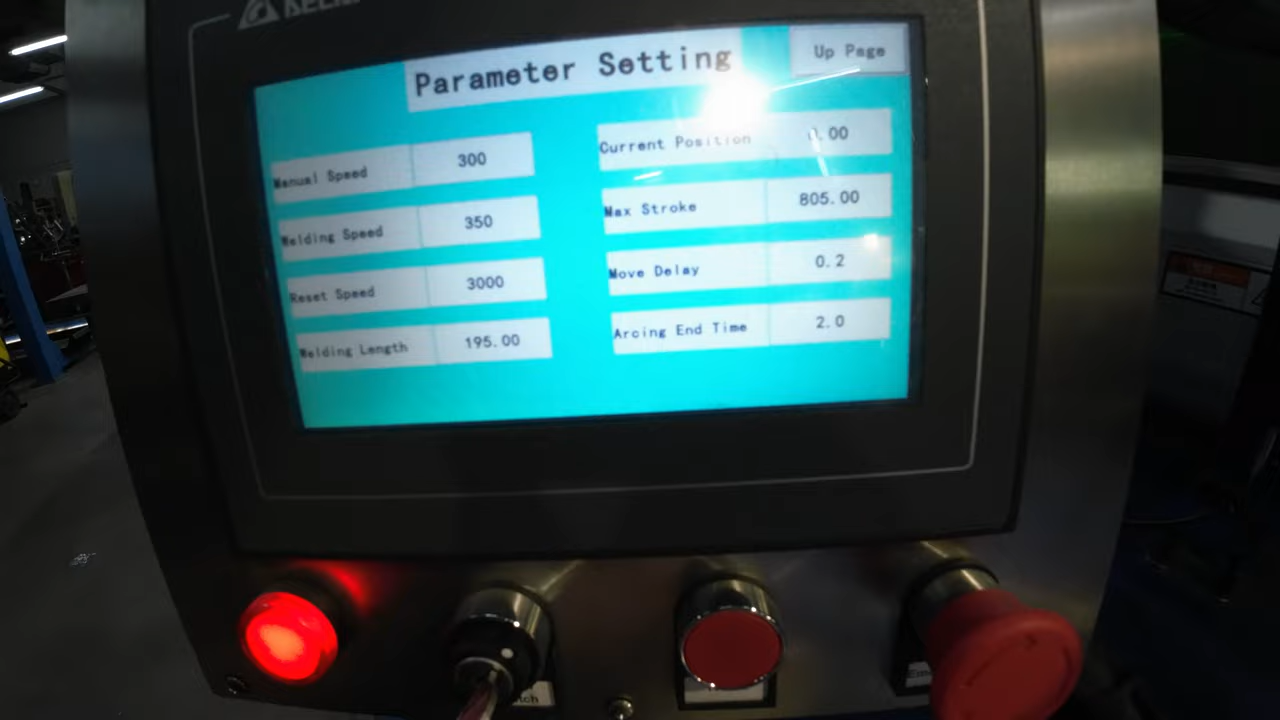 Parameter Setting
Up Page
Manual Speed 300
Welding Speed 350
Reset Speed 3000
Welding Length 195.00
Current Position 0.00
Max Stroke 805.00
Move Delay 0.2
Arcing End Time 2.0